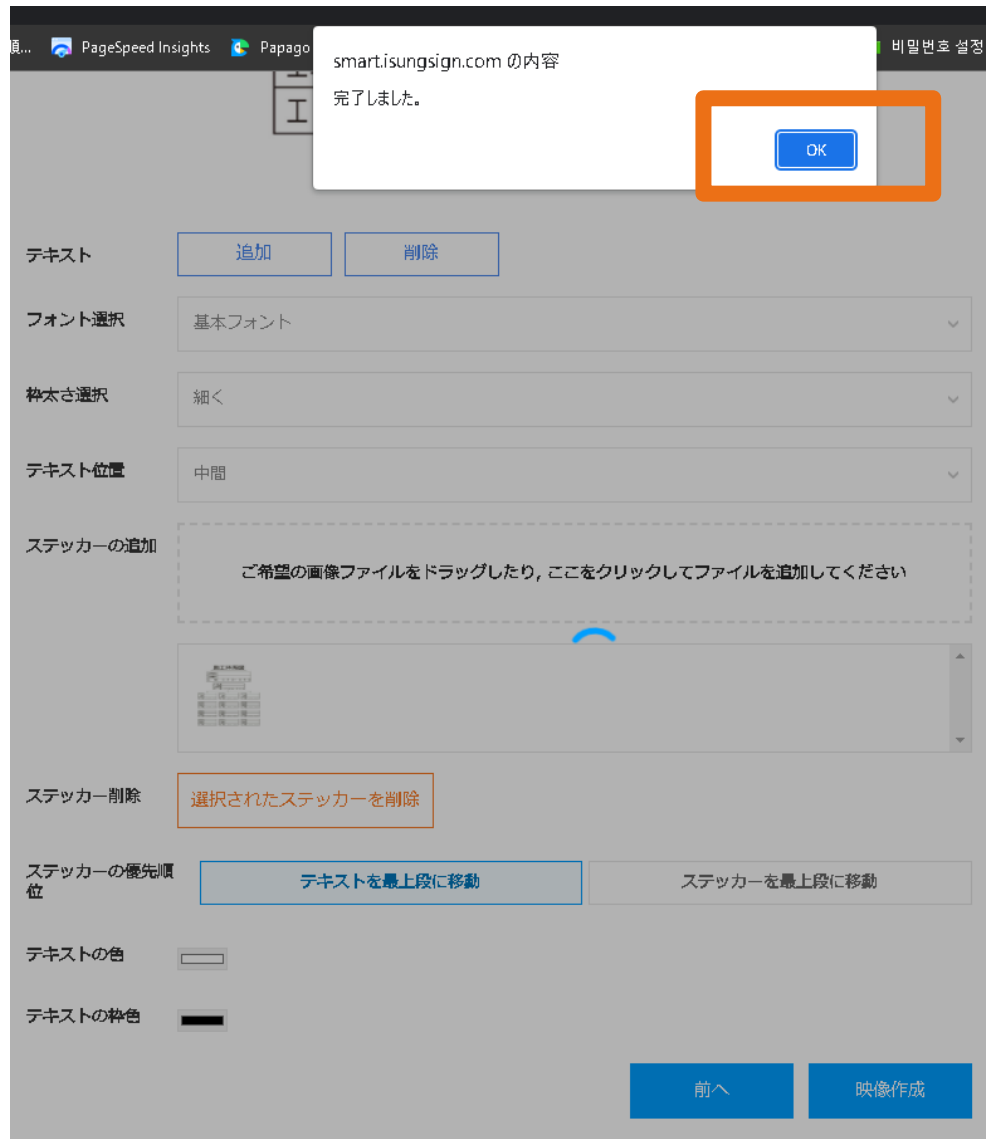 PageSpeed Insights Papago 비밀번호 설정
smart.isungsign.com の内容
完了しました。
OK
テキスト 追加 削除
フォント選択 基本フォント
枠太さ選択 細く
テキスト位置 中間
ステッカーの追加
ご希望の画像ファイルをドラッグしたり, ここをクリックしてファイルを追加してください
ステッカー削除 選択されたステッカーを削除
ステッカーの優先順
位
テキストを最上段に移動 ステッカーを最上段に移動
テキストの色
テキストの枠色
前へ 映像作成